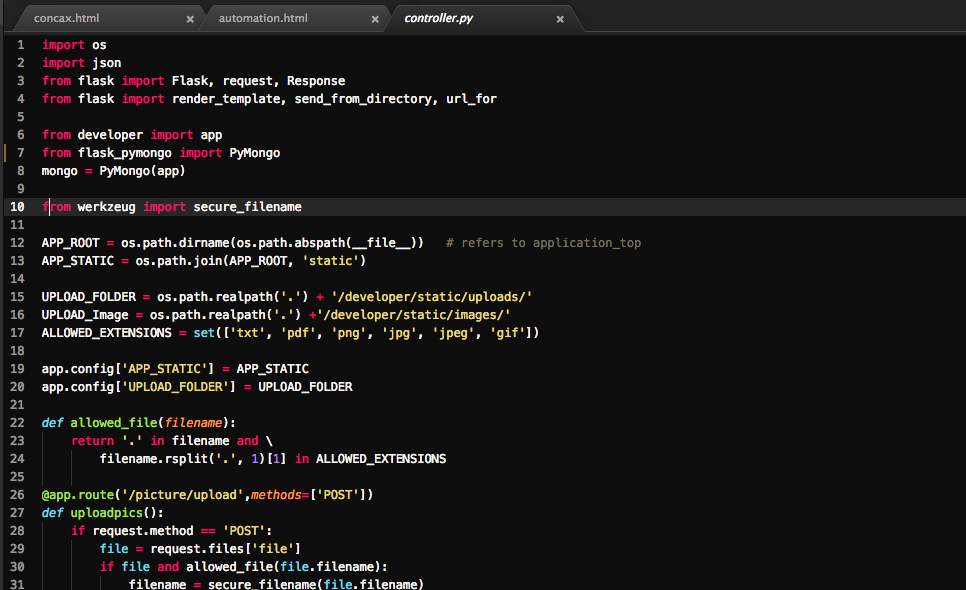 concax.html × automation.html × controller.py ×
1 import os
2 import json
3 from flask import Flask, request, Response
4 from flask import render_template, send_from_directory, url_for
5
6 from developer import app
7 from flask_pymongo import PyMongo
8 mongo = PyMongo(app)
9
10 from werkzeug import secure_filename
11
12 APP_ROOT = os.path.dirname(os.path.abspath(__file__))   # refers to application_top
13 APP_STATIC = os.path.join(APP_ROOT, 'static')
14
15 UPLOAD_FOLDER = os.path.realpath('.') + '/developer/static/uploads/'
16 UPLOAD_Image = os.path.realpath('.') +'/developer/static/images/'
17 ALLOWED_EXTENSIONS = set(['txt', 'pdf', 'png', 'jpg', 'jpeg', 'gif'])
18
19 app.config['APP_STATIC'] = APP_STATIC
20 app.config['UPLOAD_FOLDER'] = UPLOAD_FOLDER
21
22 def allowed_file(filename):
23     return '.' in filename and \
24         filename.rsplit('.', 1)[1] in ALLOWED_EXTENSIONS
25
26 @app.route('/picture/upload',methods=['POST'])
27 def uploadpics():
28     if request.method == 'POST':
29         file = request.files['file']
30         if file and allowed_file(file.filename):
31             filename = secure_filename(file.filename)